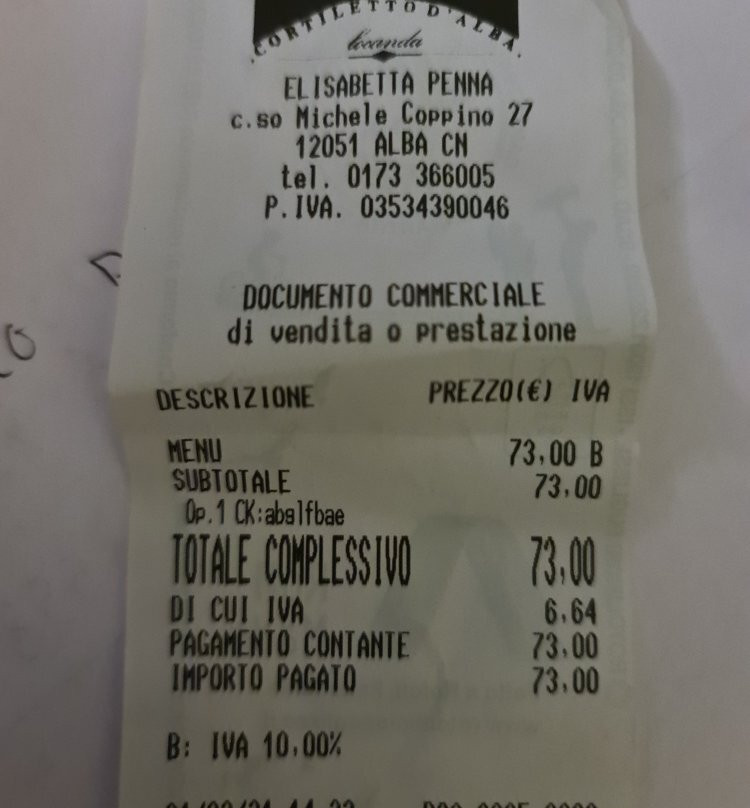 CORTILETTO D'ALBA
locanda
ELISABETTA PENNA
c.so Michele Coppino 27
12051 ALBA CN
tel. 0173 366005
P.IVA. 03534390046
DOCUMENTO COMMERCIALE
di vendita o prestazione
DESCRIZIONE PREZZO(€) IVA
MENU 73,00 B
SUBTOTALE 73,00
Op.1 CK:abalfbae
TOTALE COMPLESSIVO 73,00
DI CUI IVA 6,64
PAGAMENTO CONTANTE 73,00
IMPORTO PAGATO 73,00
B: IVA 10,00%